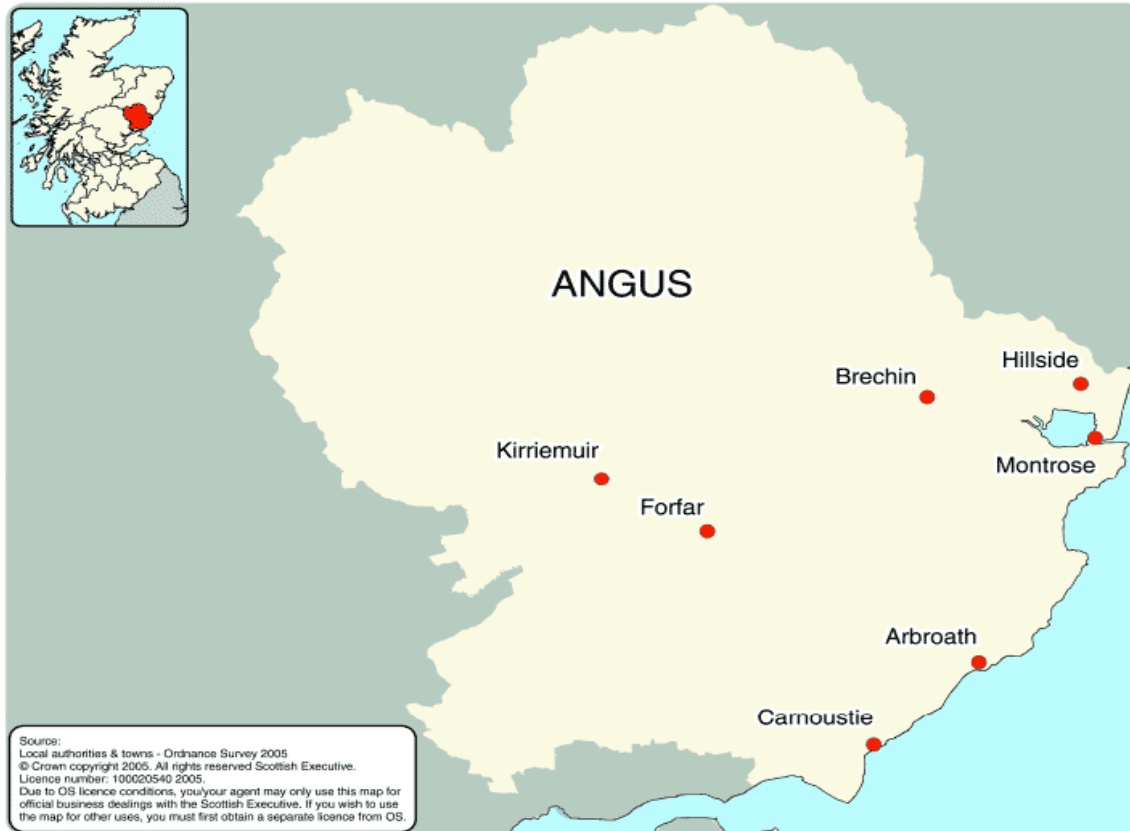 ANGUS
Hillside
Brechin
Kirriemuir
Montrose
Forfar
Arbroath
Carnoustie
Source:
Local authorities & towns - Ordnance Survey 2005
© Crown copyright 2005. All rights reserved Scottish Executive.
Licence number: 100020540 2005.
Due to OS licence conditions, you/your agent may only use this map for
official business dealings with the Scottish Executive. If you wish to use
the map for other uses, you must first obtain a separate licence from OS.